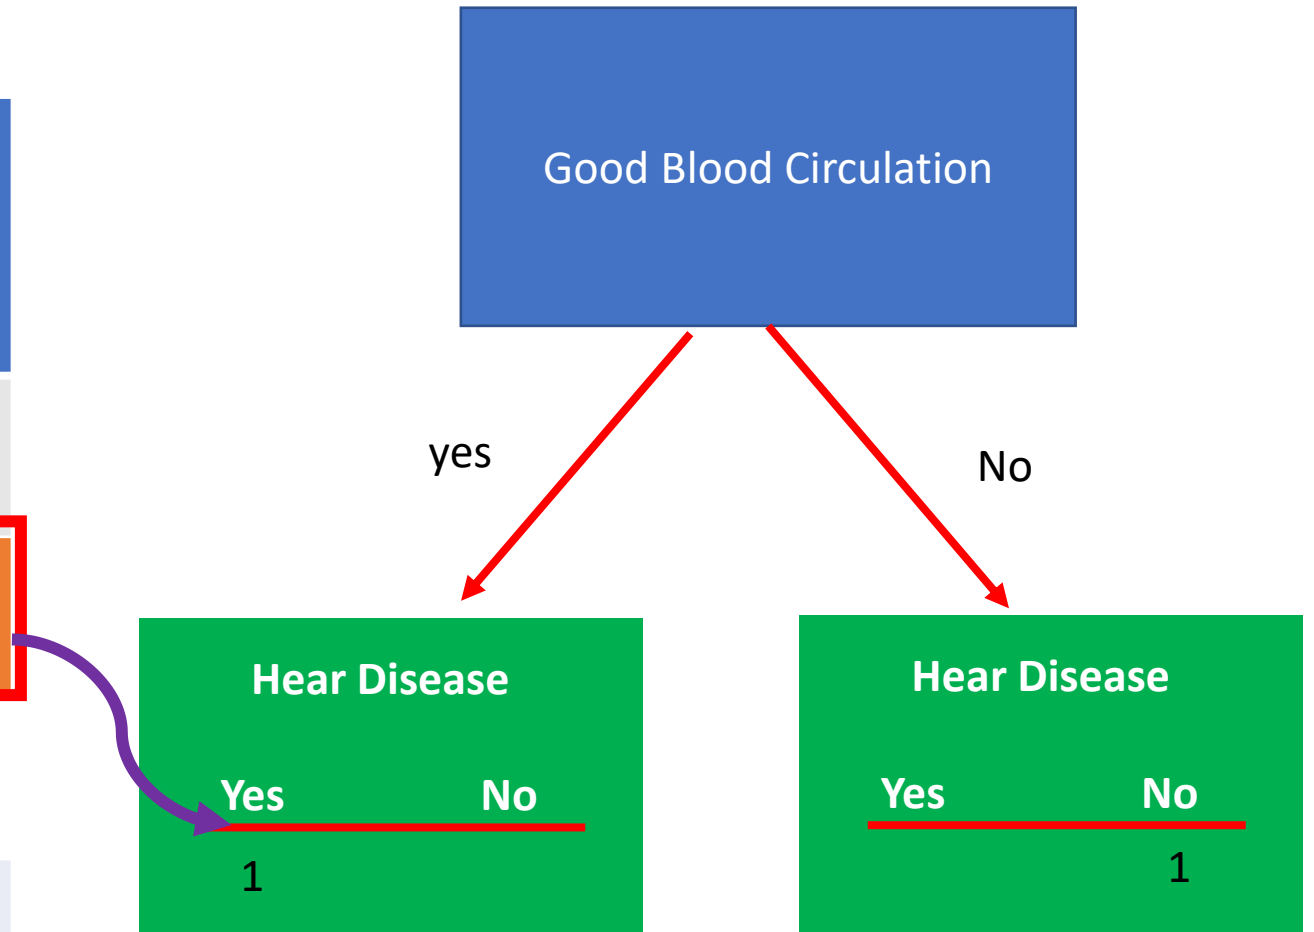 Good Blood Circulation
yes
No
Hear Disease
Yes No
1
Hear Disease
Yes No
1